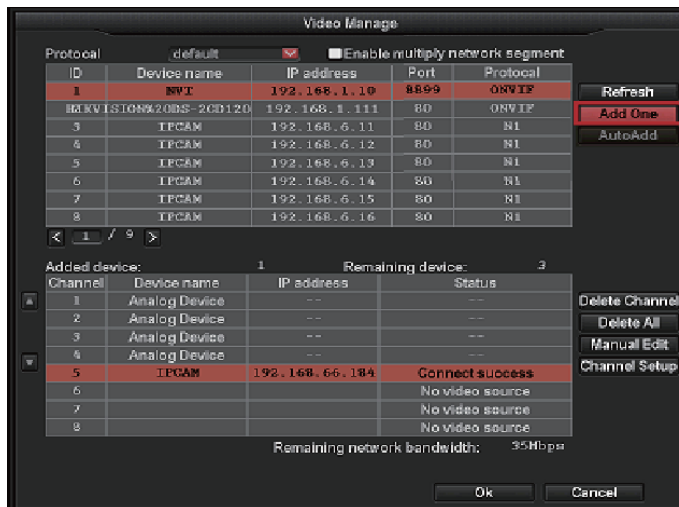 Video Manage
Protocal default Enable multiply network segment
ID Device name IP address Port Protocal
1 NVT 192.168.1.10 8899 ONVIF Refresh
HIKVISION%20DS-2CD120 192.168.1.111 80 ONVIF Add One
3 IPCAM 192.168.6.11 80 N1 AutoAdd
4 IPCAM 192.168.6.12 80 N1
5 IPCAM 192.168.6.13 80 N1
6 IPCAM 192.168.6.14 80 N1
7 IPCAM 192.168.6.15 80 N1
8 IPCAM 192.168.6.16 80 N1
< 1 / 9 >
Added device: 1 Remaining device: 3
Channel Device name IP address Status
1 Analog Device -- -- Delete Channel
2 Analog Device -- -- Delete All
3 Analog Device -- -- Manual Edit
4 Analog Device -- -- Channel Setup
5 IPCAM 192.168.66.184 Connect success
6 No video source
7 No video source
8 No video source
Remaining network bandwidth: 35Mbps
Ok Cancel